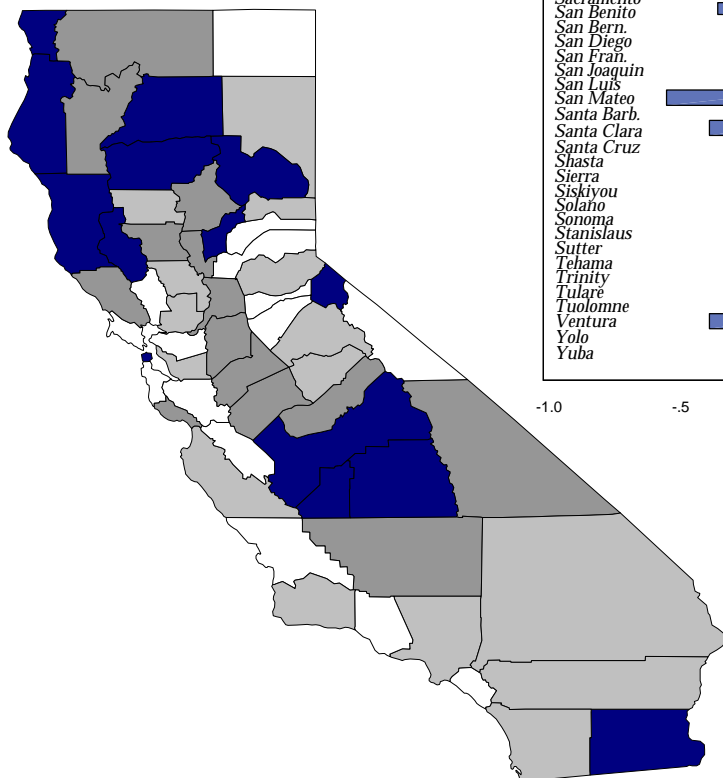 Sacramento
San Benito
San Bern.
San Diego
San Fran.
San Joaquin
San Luis
San Mateo
Santa Barb.
Santa Clara
Santa Cruz
Shasta
Sierra
Siskiyou
Solano
Sonoma
Stanislaus
Sutter
Tehama
Trinity
Tulare
Tuolomne
Ventura
Yolo
Yuba
-1.0 -.5